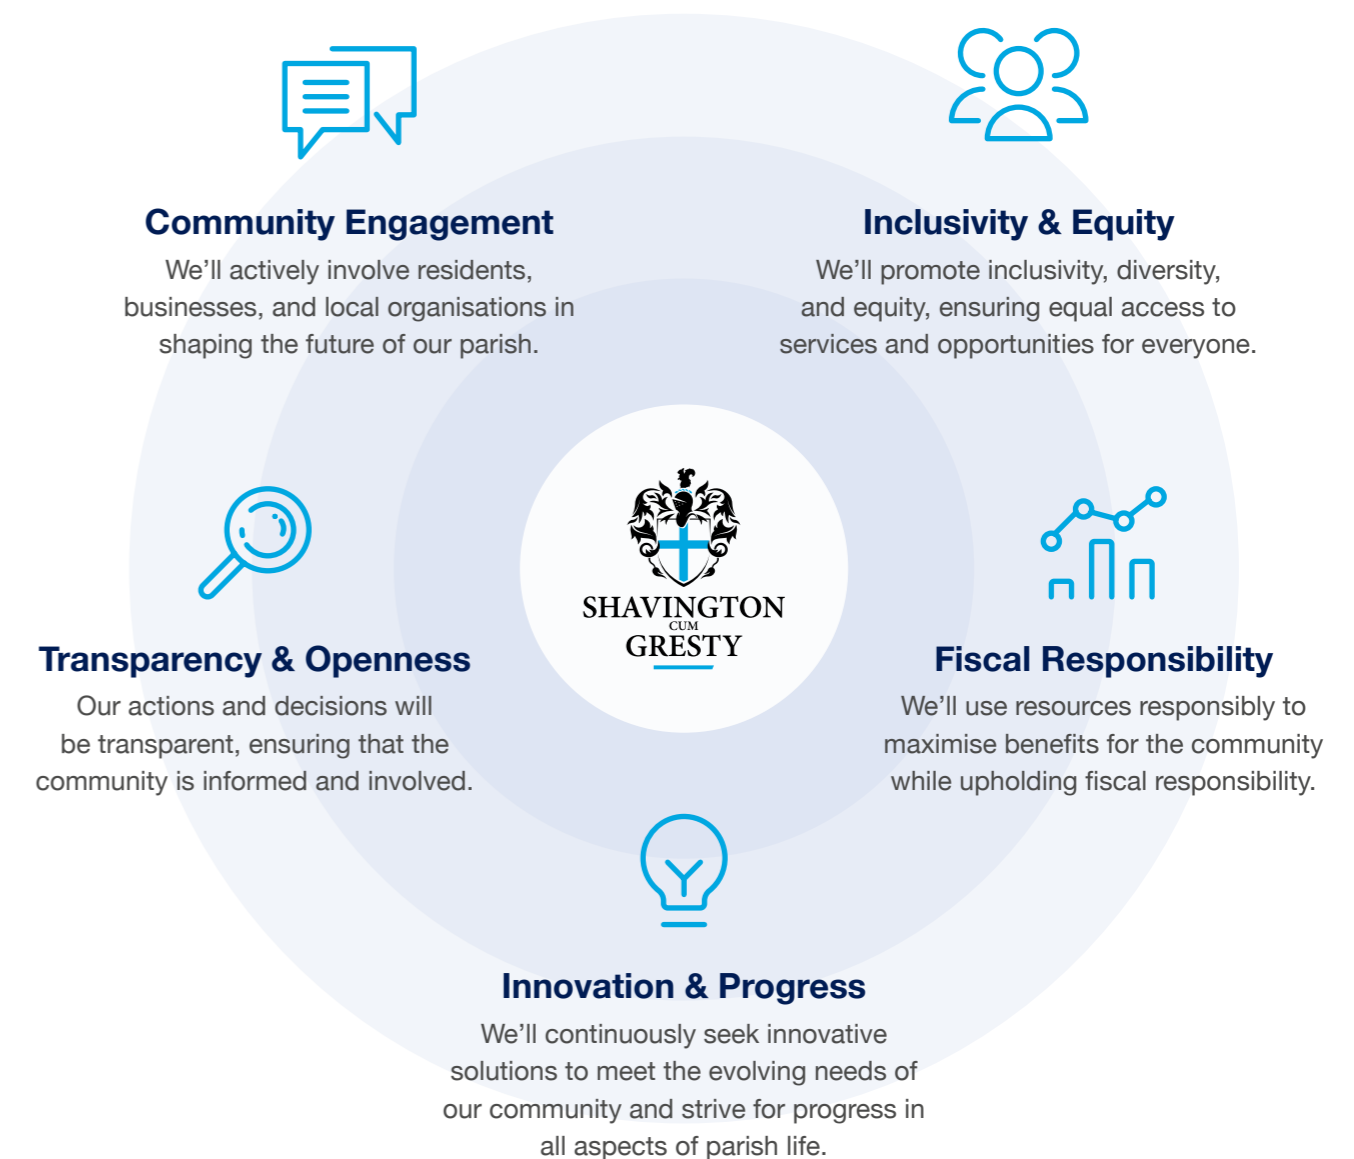 Community Engagement
We’ll actively involve residents,
businesses, and local organisations in
shaping the future of our parish.
Inclusivity & Equity
We’ll promote inclusivity, diversity,
and equity, ensuring equal access to
services and opportunities for everyone.
SHAVINGTON
CUM
GRESTY
Transparency & Openness
Our actions and decisions will
be transparent, ensuring that the
community is informed and involved.
Fiscal Responsibility
We’ll use resources responsibly to
maximise benefits for the community
while upholding fiscal responsibility.
Innovation & Progress
We’ll continuously seek innovative
solutions to meet the evolving needs of
our community and strive for progress in
all aspects of parish life.